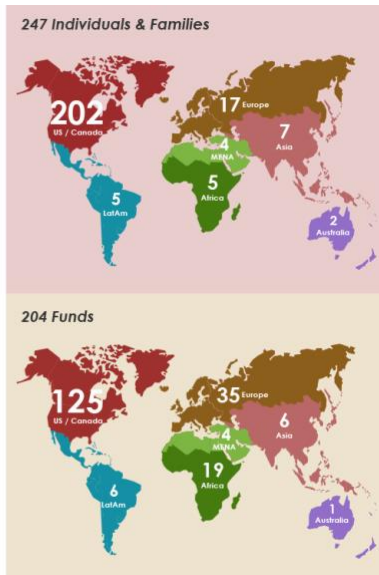 247 Individuals & Families
202
US / Canada
17 Europe
4
MENA
7
Asia
5
LatAm
5
Africa
2
Australia
204 Funds
125
US / Canada
35 Europe
4
MENA
6
Asia
6
LatAm
19
Africa
1
Australia